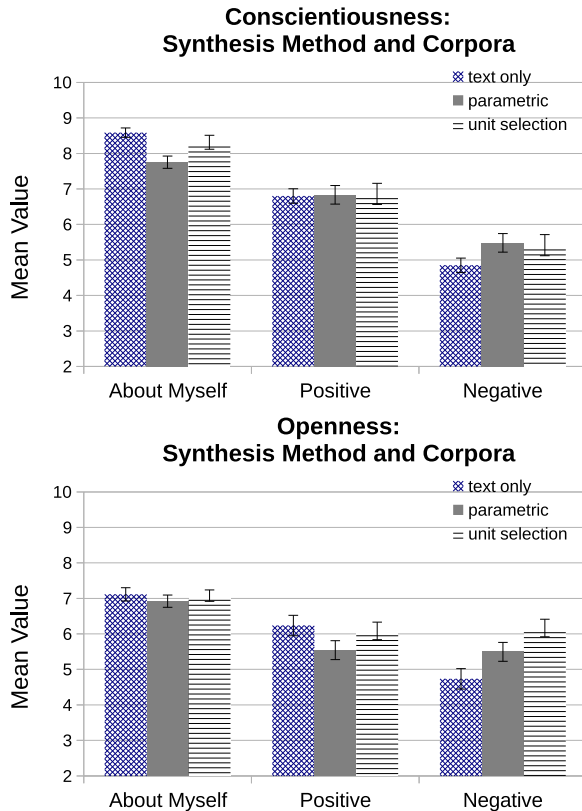 Conscientiousness:
Synthesis Method and Corpora
text only
parametric
unit selection
Mean Value
10
9
8
7
6
5
4
3
2
About Myself
Positive
Negative
Openness:
Synthesis Method and Corpora
text only
parametric
unit selection
Mean Value
10
9
8
7
6
5
4
3
2
About Myself
Positive
Negative